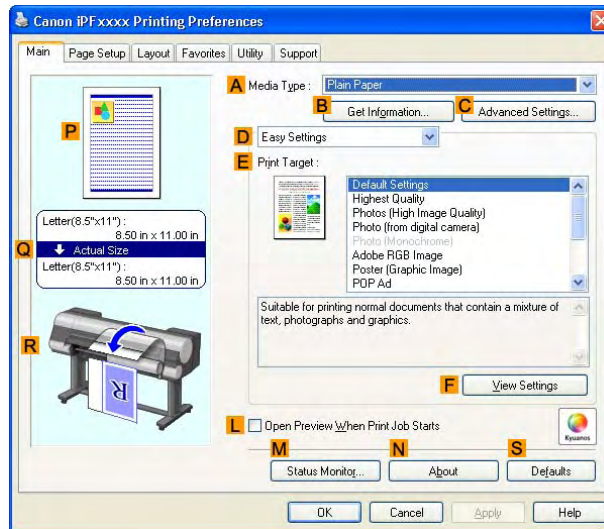 Canon iPFxxxx Printing Preferences
Main Page Setup Layout Favorites Utility Support
A Media Type : Plain Paper
B C
Get Information... Advanced Settings...
D Easy Settings
E Print Target :
P
Default Settings
Highest Quality
Photos (High Image Quality)
Photo (from digital camera)
Photo (Monochrome)
Adobe RGB Image
Poster (Graphic Image)
POP Ad
Letter(8.5"x11") :
8.50 in x 11.00 in
Q Actual Size
Letter(8.5"x11") :
8.50 in x 11.00 in
Suitable for printing normal documents that contain a mixture of
text, photographs and graphics.
R
R
F View Settings
L Open Preview When Print Job Starts
Kyuanos
M N S
Status Monitor... About Defaults
OK Cancel Apply Help